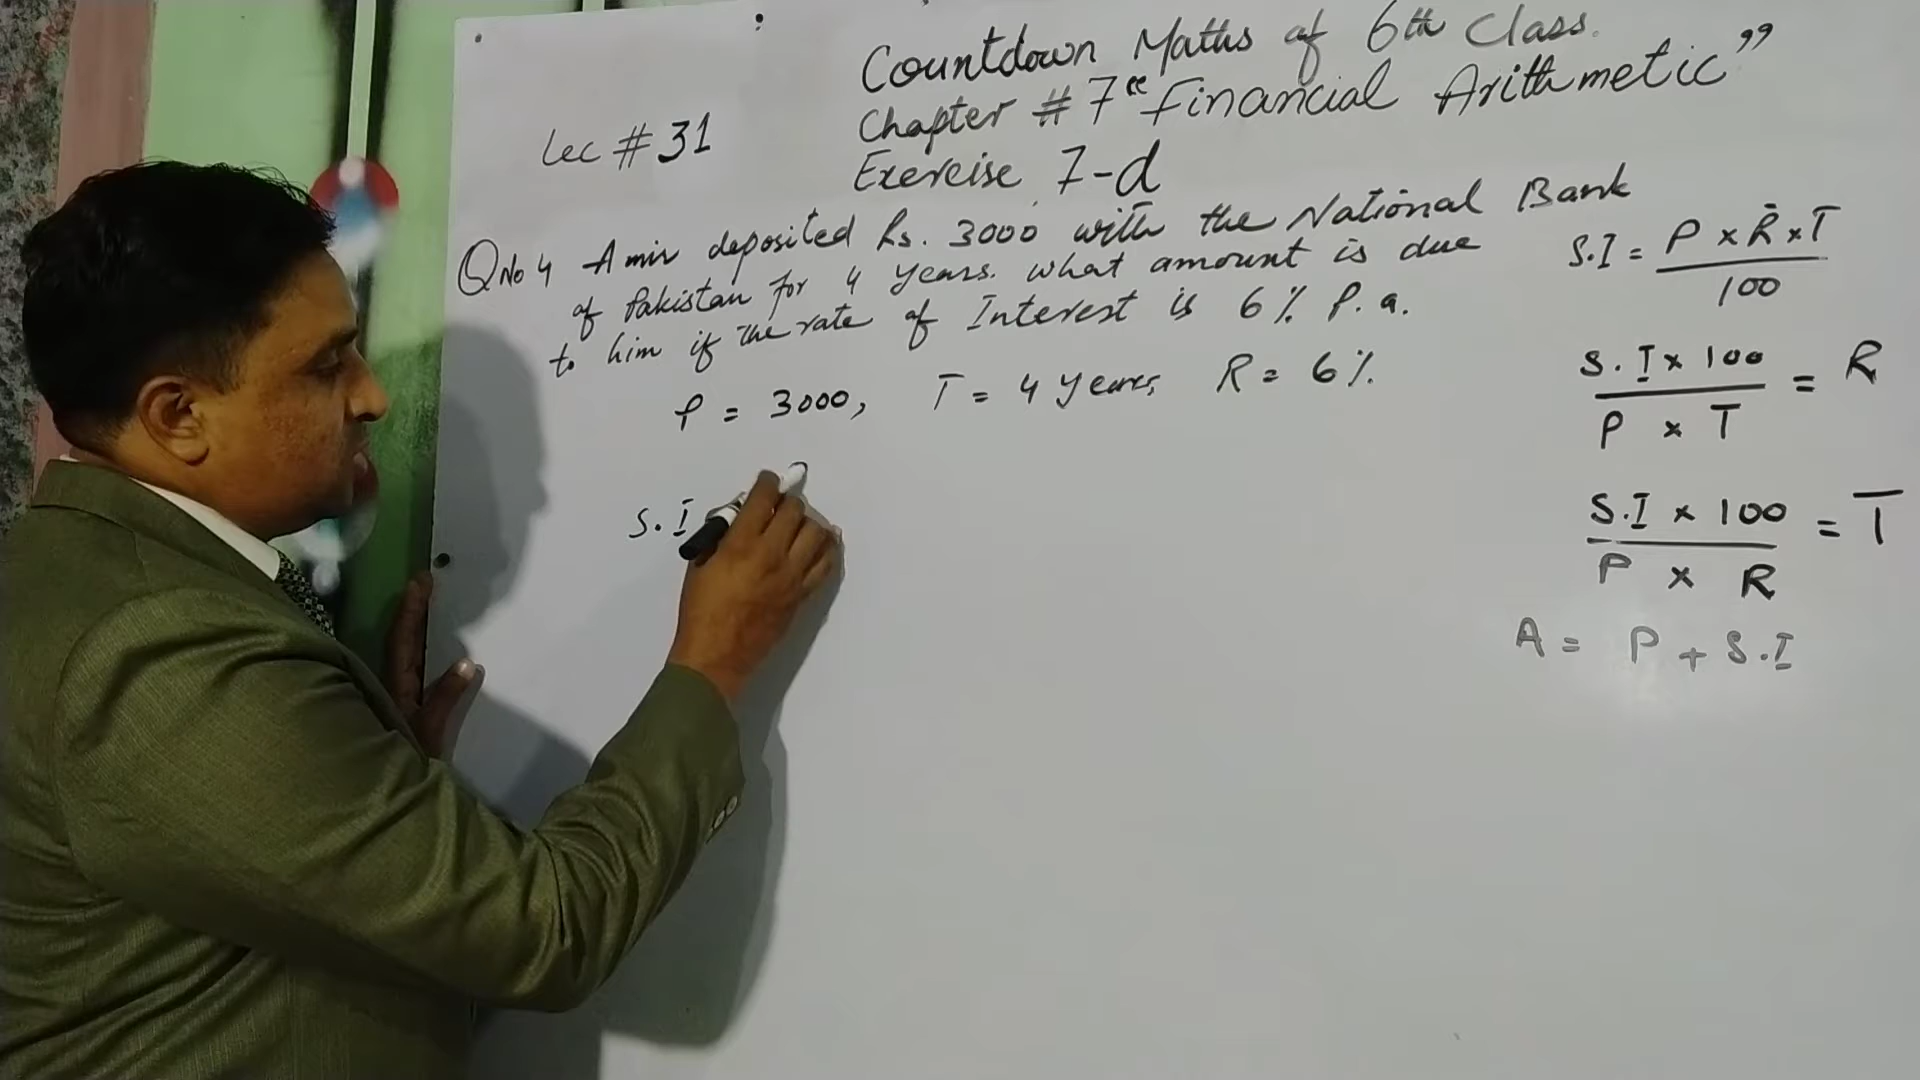 Countdown Maths of 6th Class.
Chapter # 7 "Financial Arithmetic"
Lec # 31
Exercise 7-d
Q No 4 Amir deposited Rs. 3000 with the National Bank
of Pakistan for 4 years. what amount is due
to him if the rate of Interest is 6% P.a.
P = 3000, T = 4 years, R = 6%
S.I
S.I = P × R × T
100
S.I × 100 = R
P × T
S.I × 100 = T
P × R
A = P + S.I